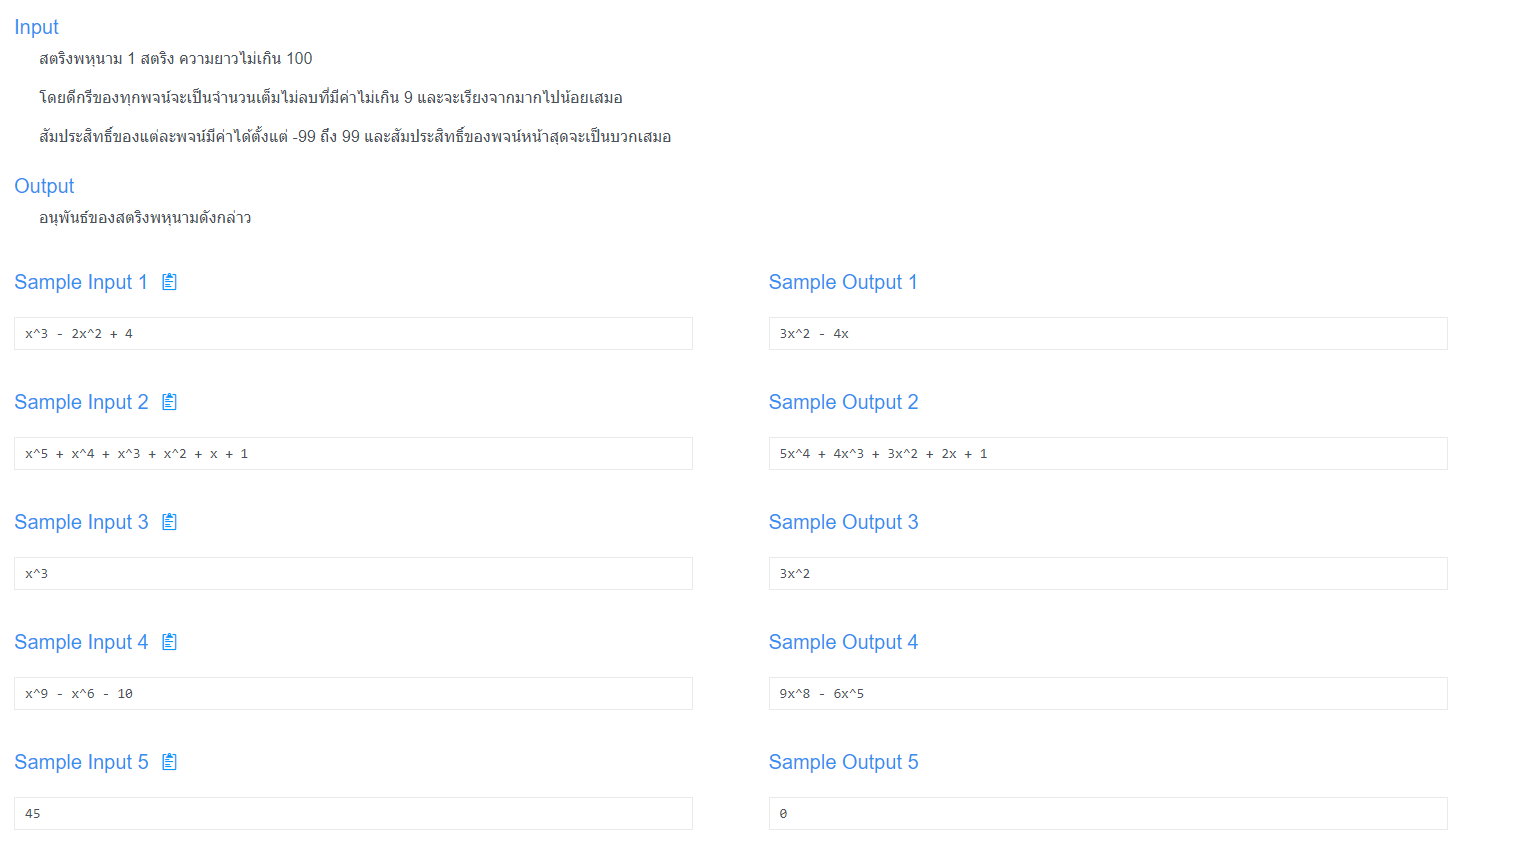 Input
สตริงพหุนาม 1 สตริง ความยาวไม่เกิน 100
โดยดีกรีของทุกพจน์จะเป็นจำนวนเต็มไม่ลบที่มีค่าไม่เกิน 9 และจะเรียงจากมากไปน้อยเสมอ
สัมประสิทธิ์ของแต่ละพจน์มีค่าได้ตั้งแต่ -99 ถึง 99 และสัมประสิทธิ์ของพจน์หน้าสุดจะเป็นบวกเสมอ
Output
อนุพันธ์ของสตริงพหุนามดังกล่าว
Sample Input 1
Sample Output 1
x^3 - 2x^2 + 4
3x^2 - 4x
Sample Input 2
Sample Output 2
x^5 + x^4 + x^3 + x^2 + x + 1
5x^4 + 4x^3 + 3x^2 + 2x + 1
Sample Input 3
Sample Output 3
x^3
3x^2
Sample Input 4
Sample Output 4
x^9 - x^6 - 10
9x^8 - 6x^5
Sample Input 5
Sample Output 5
45
0